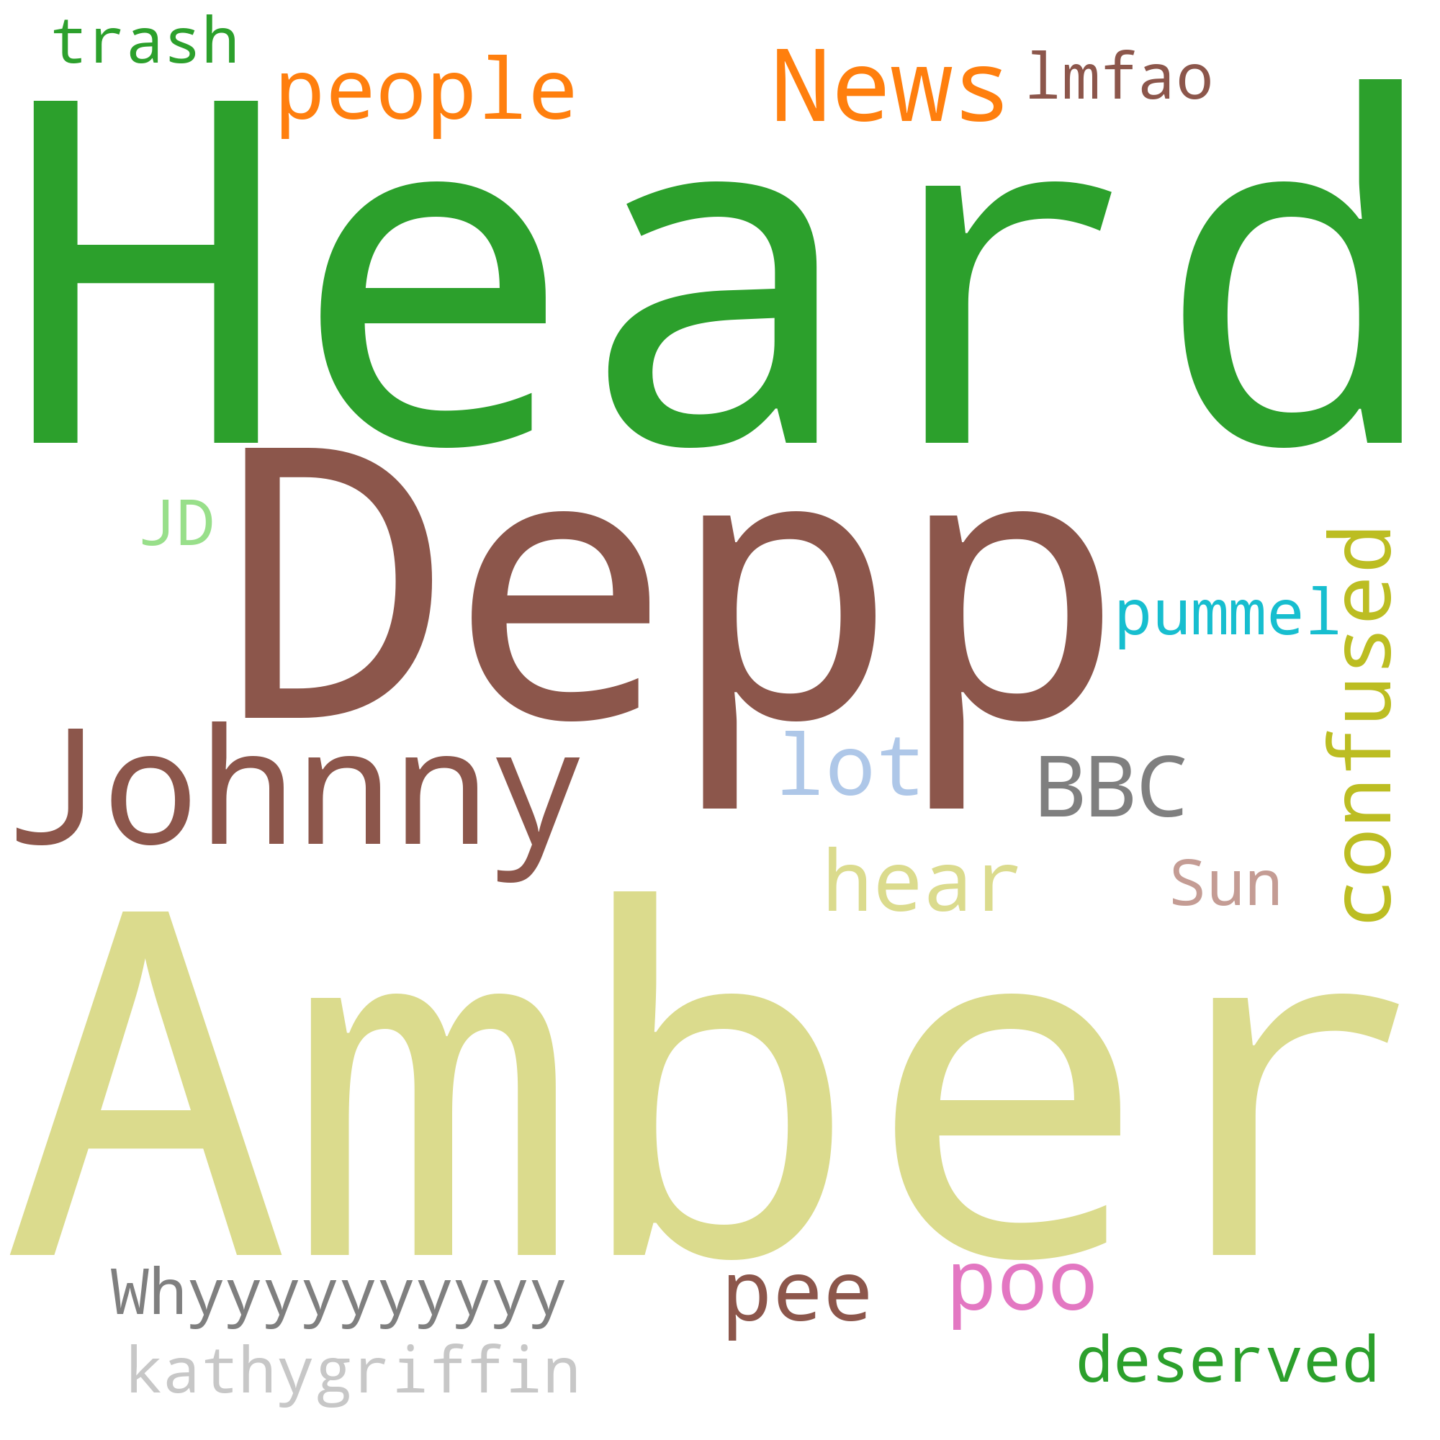 trash
people
News
lmfao
Heard
JD
Depp
pummel
confused
Johnny
lot
BBC
hear
Sun
Amber
Whyyyyyyyyyy
pee
poo
kathygriffin
deserved